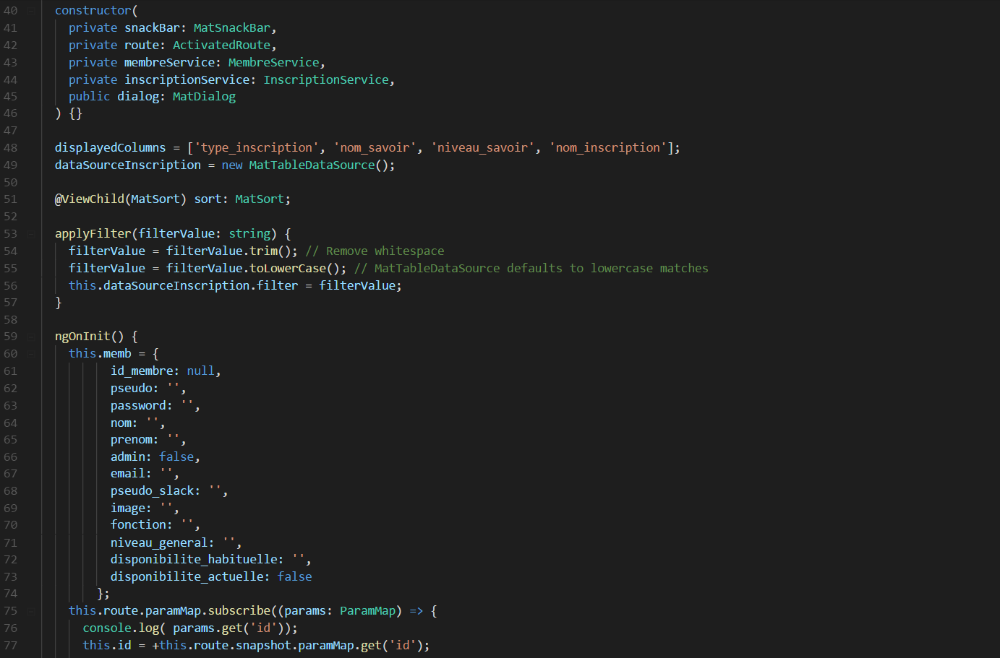 40 constructor(
41 private snackBar: MatSnackBar,
42 private route: ActivatedRoute,
43 private membreService: MembreService,
44 private inscriptionService: InscriptionService,
45 public dialog: MatDialog
46 ) {}
47
48 displayedColumns = ['type_inscription', 'nom_savoir', 'niveau_savoir', 'nom_inscription'];
49 dataSourceInscription = new MatTableDataSource();
50
51 @ViewChild(MatSort) sort: MatSort;
52
53 applyFilter(filterValue: string) {
54 filterValue = filterValue.trim(); // Remove whitespace
55 filterValue = filterValue.toLowerCase(); // MatTableDataSource defaults to lowercase matches
56 this.dataSourceInscription.filter = filterValue;
57 }
58
59 ngOnInit() {
60 this.memb = {
61 id_membre: null,
62 pseudo: '',
63 password: '',
64 nom: '',
65 prenom: '',
66 admin: false,
67 email: '',
68 pseudo_slack: '',
69 image: '',
70 fonction: '',
71 niveau_general: '',
72 disponibilite_habituelle: '',
73 disponibilite_actuelle: false
74 };
75 this.route.paramMap.subscribe((params: ParamMap) => {
76 console.log( params.get('id'));
77 this.id = +this.route.snapshot.paramMap.get('id');